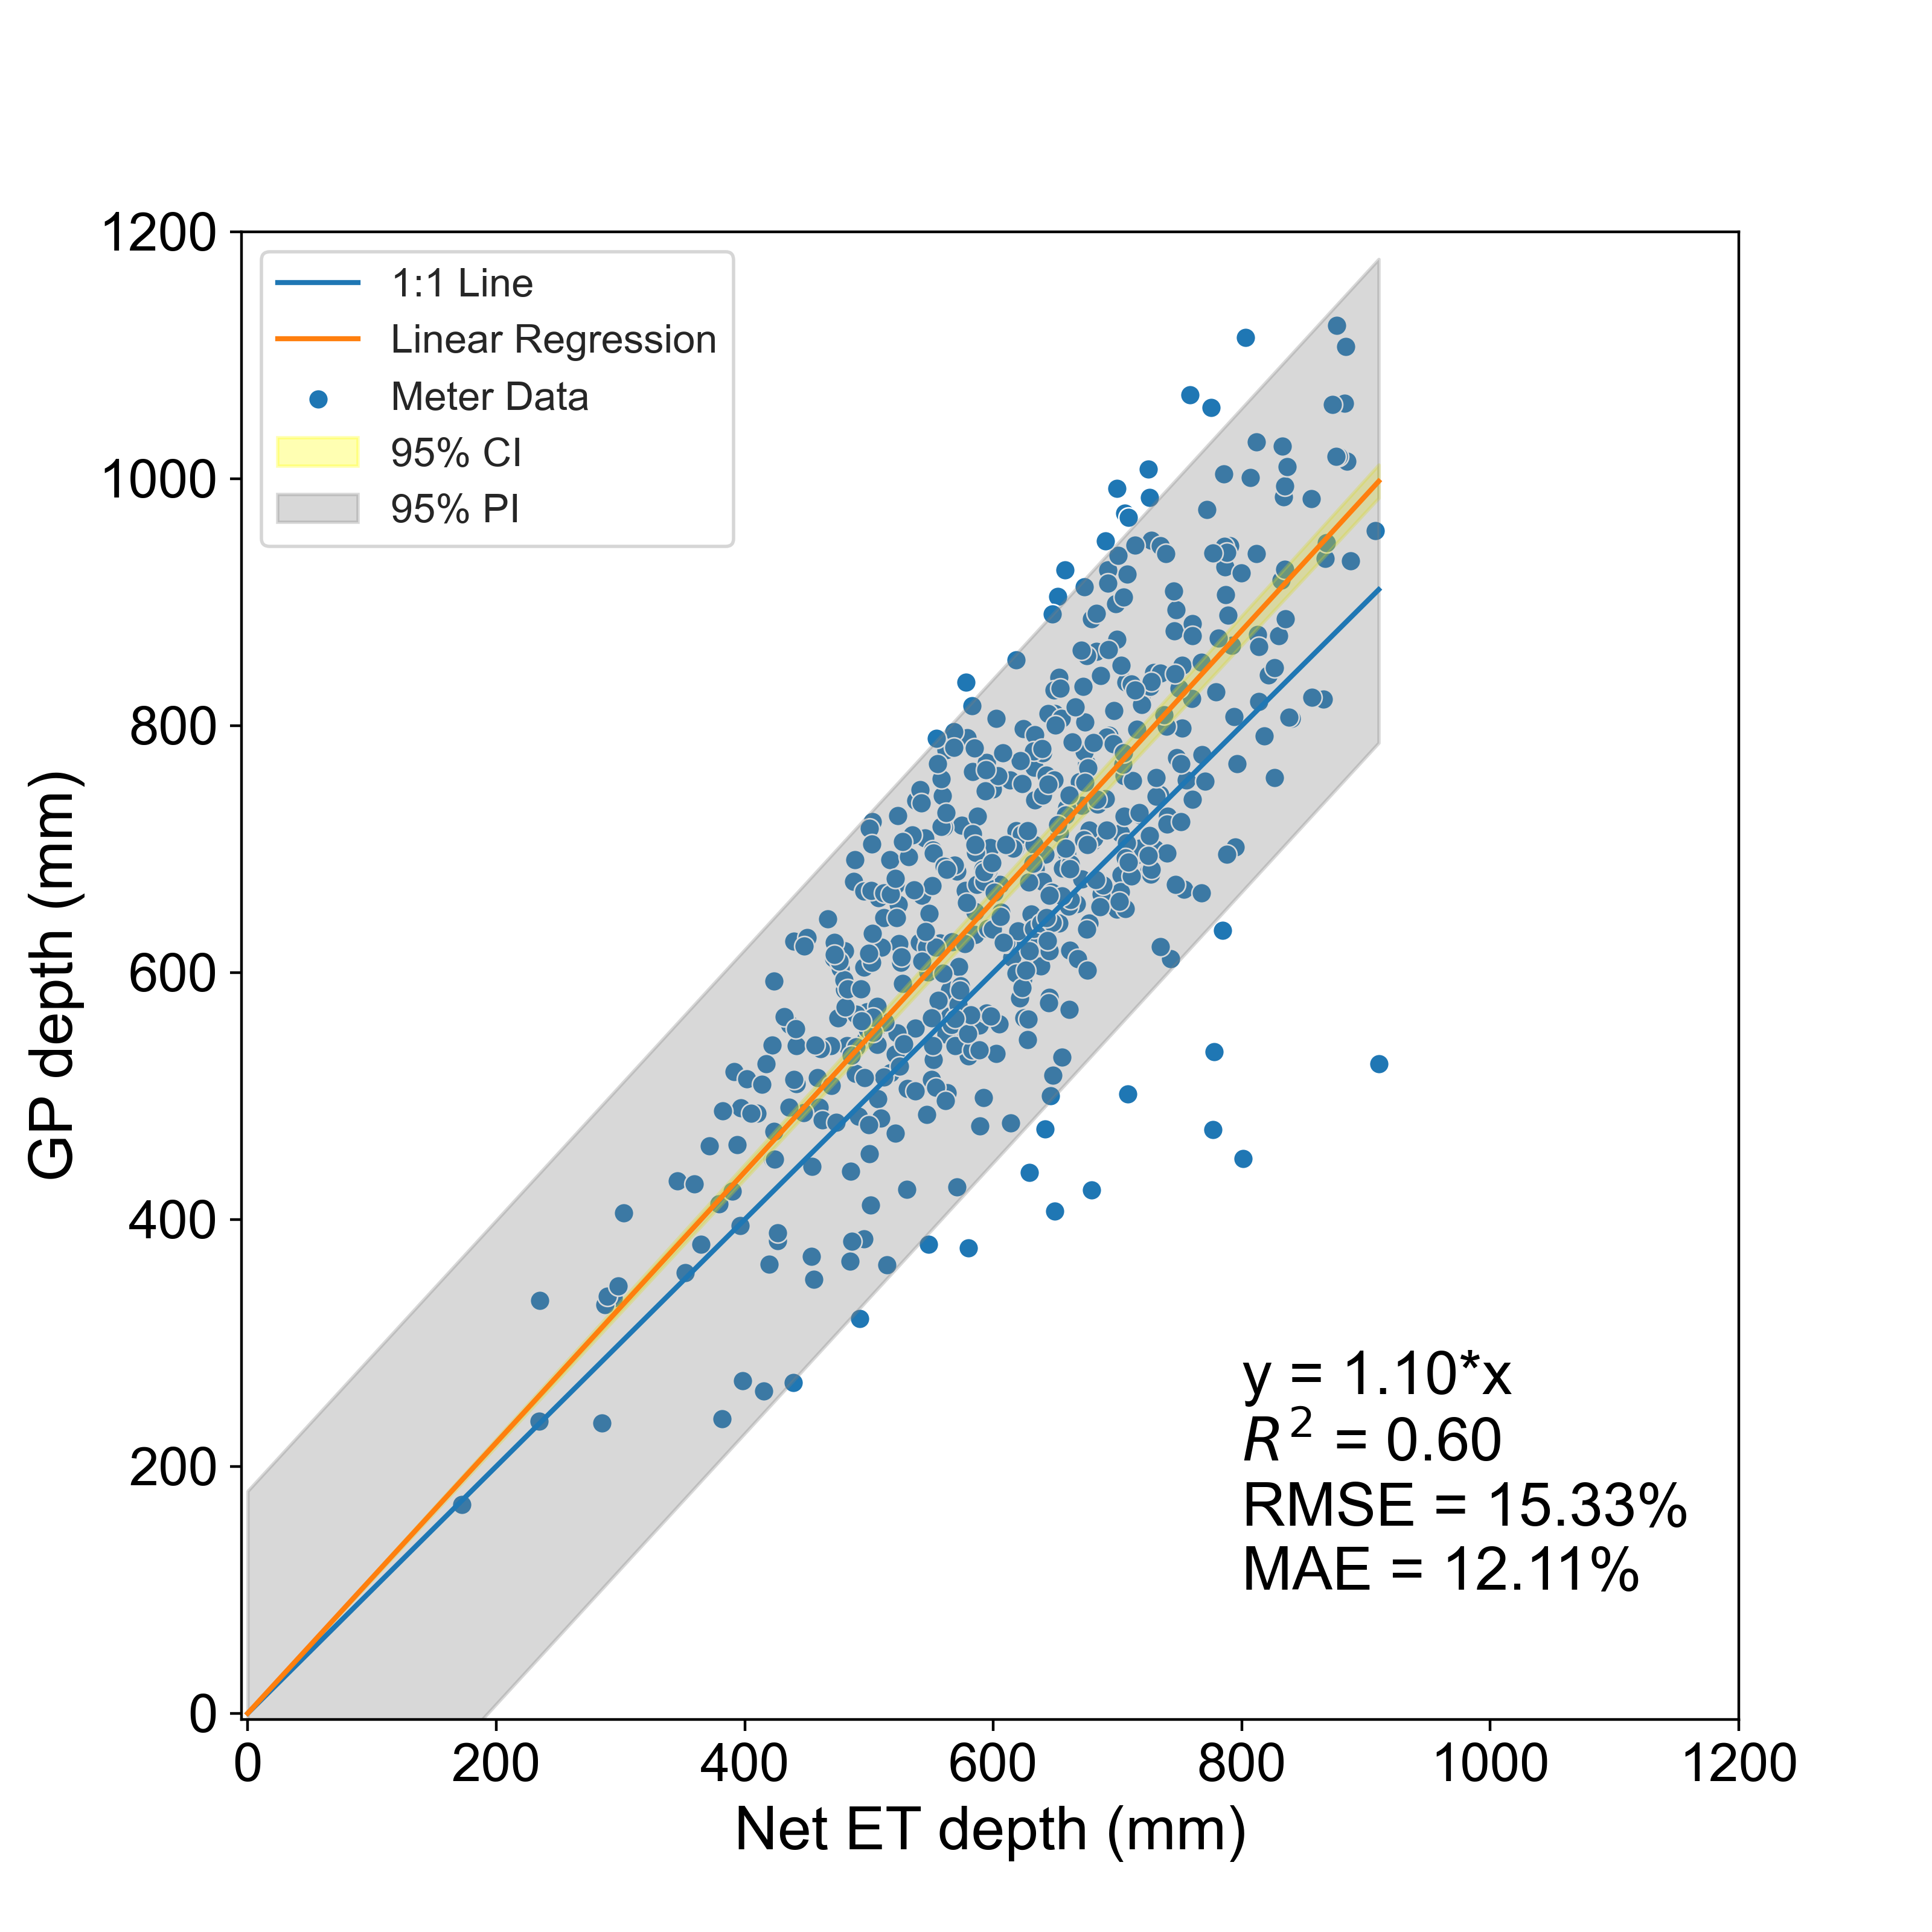 1200
1000
800
600
400
200
0
GP depth (mm)
1:1 Line
Linear Regression
Meter Data
95% CI
95% PI
y = 1.10*x
R² = 0.60
RMSE = 15.33%
MAE = 12.11%
0 200 400 600 800 1000 1200
Net ET depth (mm)